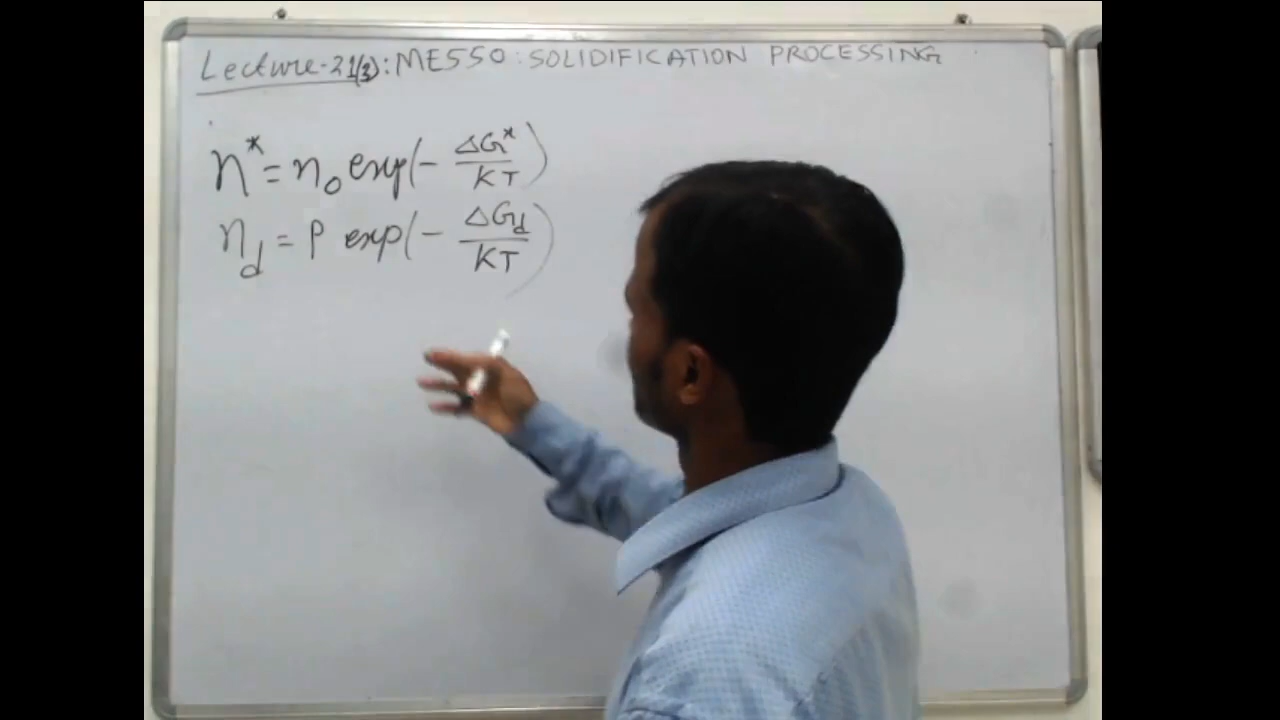 Lecture-21(3): ME550: SOLIDIFICATION PROCESSING
n* = n₀ exp(- ΔG*/KT)
n_d = P exp(- ΔG_d/KT)